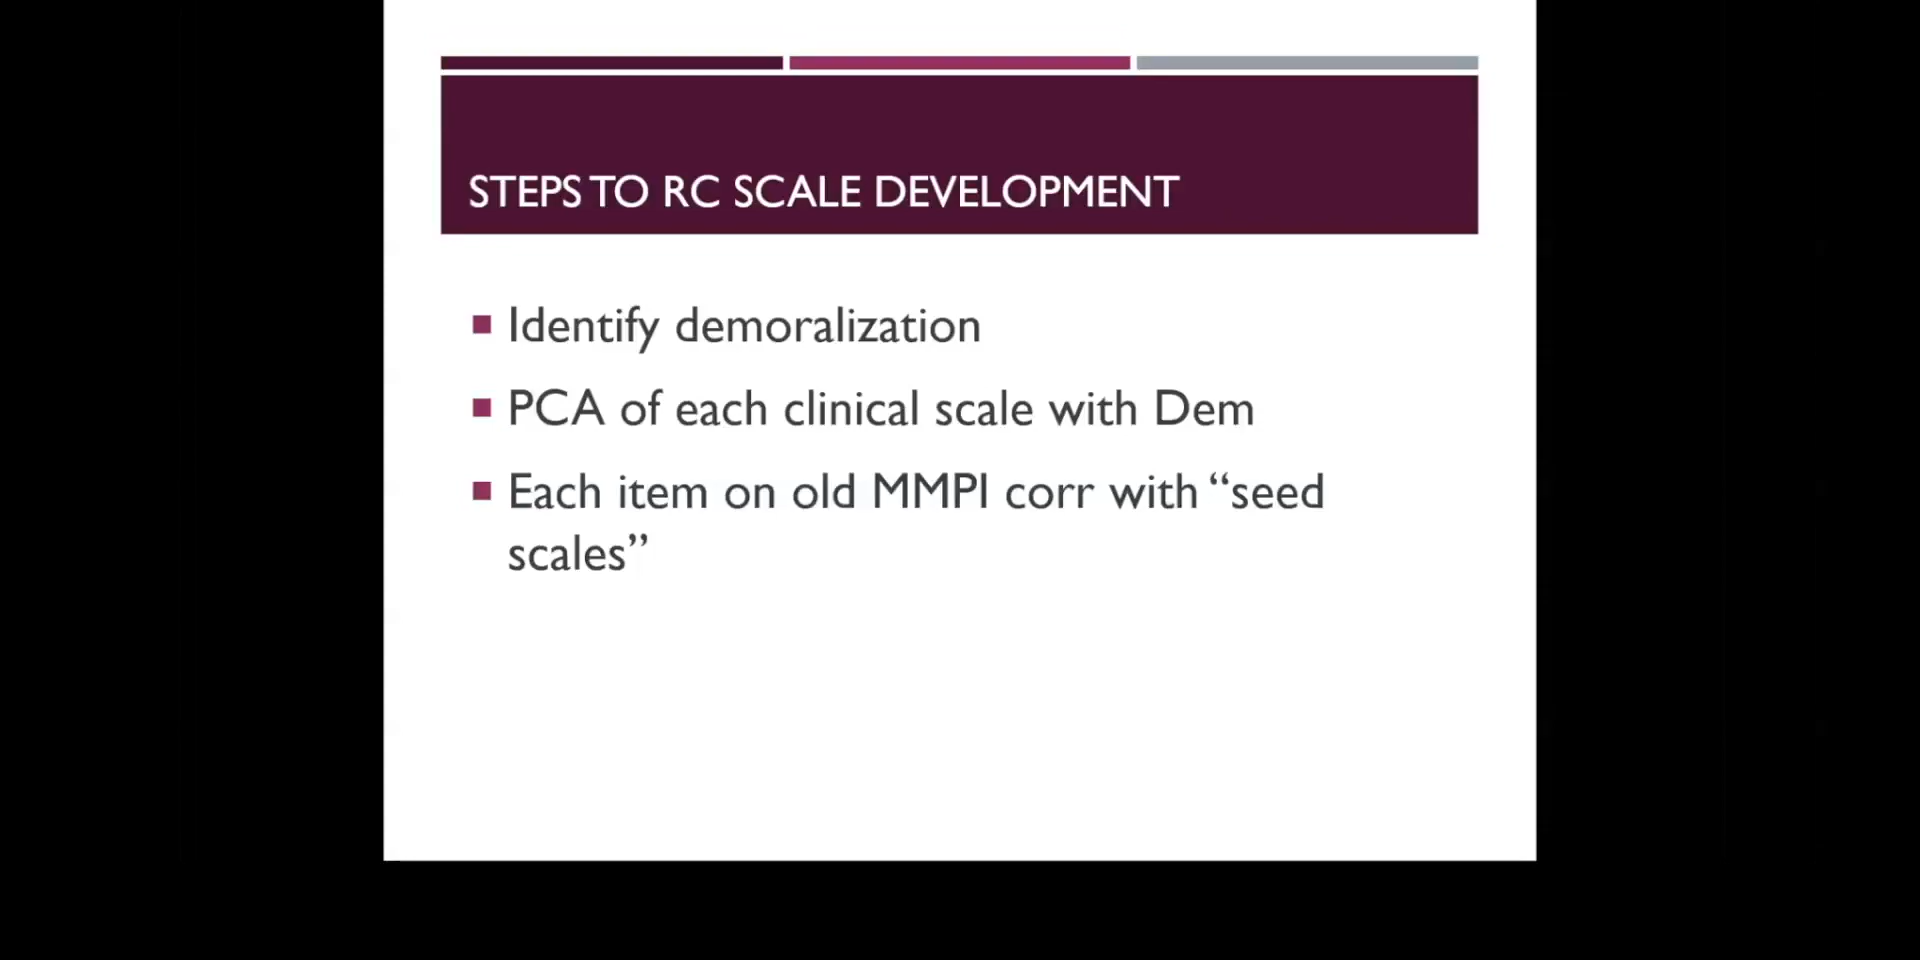 STEPS TO RC SCALE DEVELOPMENT
Identify demoralization
PCA of each clinical scale with Dem
Each item on old MMPI corr with “seed
scales”